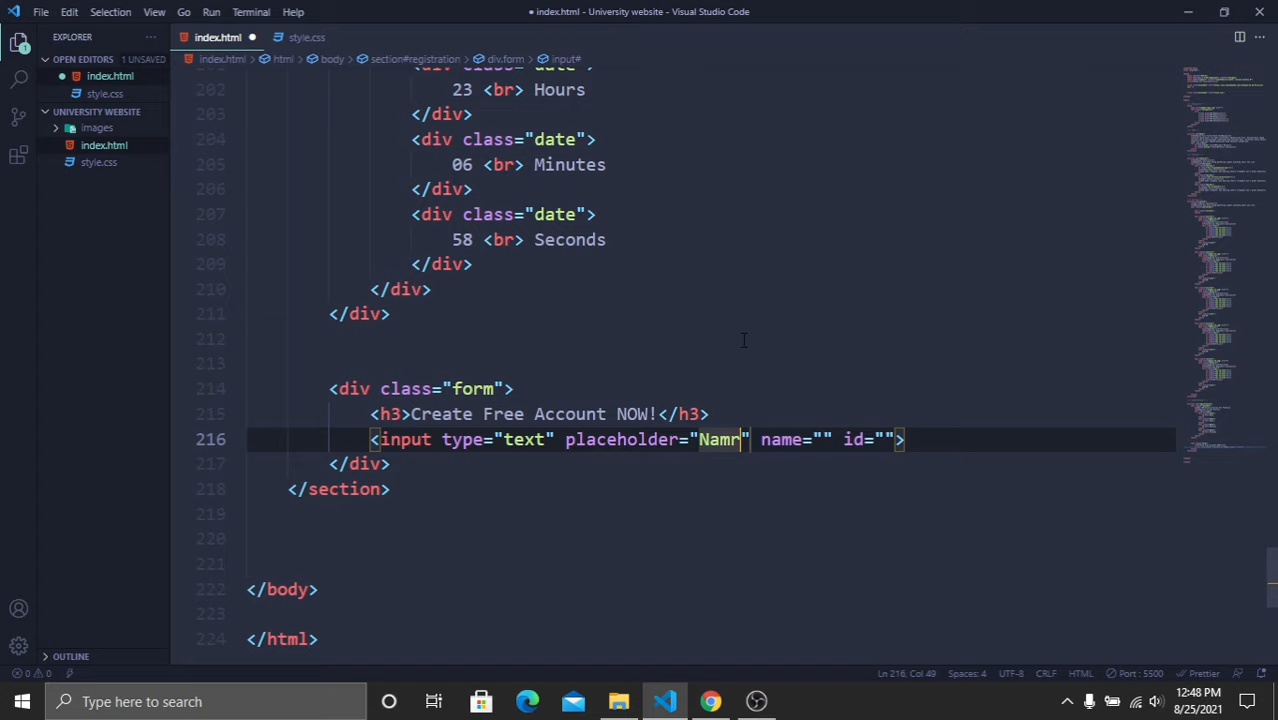 File Edit Selection View Go Run Terminal Help
● index.html - University website - Visual Studio Code
EXPLORER ···
index.html ●
style.css
OPEN EDITORS 1 UNSAVED
● index.html
style.css
UNIVERSITY WEBSITE
images
index.html
style.css
OUTLINE
index.html > html > body > section#registration > div.form > input#
<div class="date">
202 23 <br> Hours
203 </div>
204 <div class="date">
205 06 <br> Minutes
206 </div>
207 <div class="date">
208 58 <br> Seconds
209 </div>
210 </div>
211 </div>
212
213
214 <div class="form">
215 <h3>Create Free Account NOW!</h3>
216 <input type="text" placeholder="Namr" name="" id="">
217 </div>
218 </section>
219
220
221
222 </body>
223
224 </html>
0 0
Ln 216, Col 49 Spaces: 4 UTF-8 CRLF HTML Port : 5500 Prettier
Type here to search
12:48 PM
8/25/2021